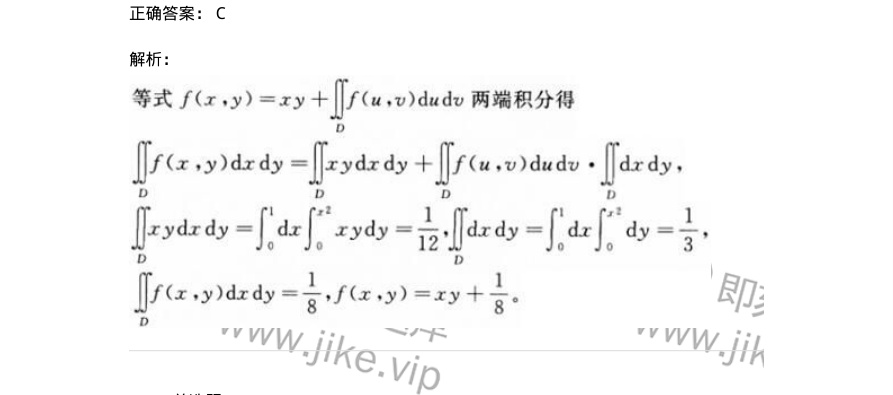 正确答案： C
解析：
等式 f(x,y)=xy+∬_D f(u,v)dudv 两端积分得
∬_D f(x,y)dxdy=∬_D xydxdy+∬_D f(u,v)dudv·∬_D dxdy,
∬_D xydxdy=∫_0^1 dx∫_0^{x^2} xydy=1/12,∬_D dxdy=∫_0^1 dx∫_0^{x^2} dy=1/3,
∬_D f(x,y)dxdy=1/8,f(x,y)=xy+1/8。
即
www.jike.vip
www.jik